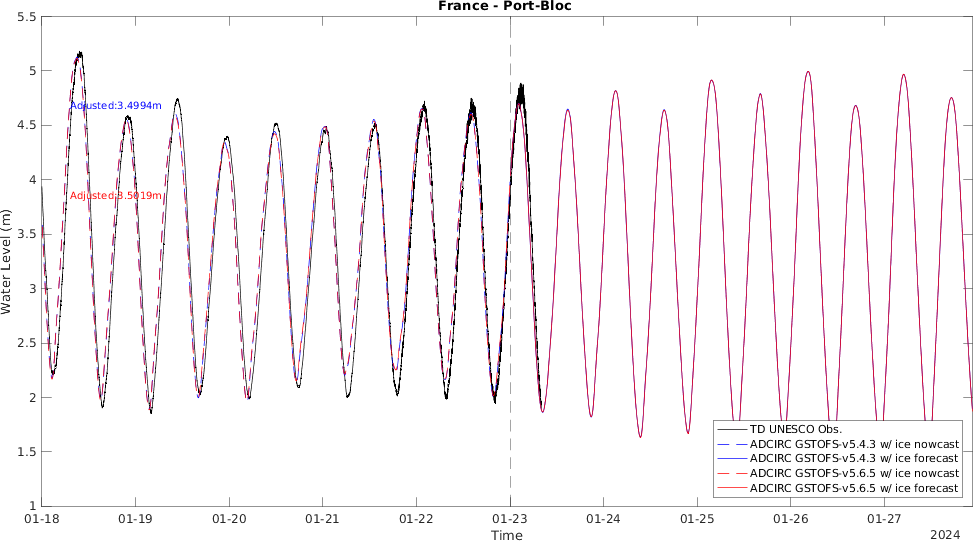 France - Port-Bloc
Water Level (m)
5.5
5
4.5
4
3.5
3
2.5
2
1.5
1
Adjusted:3.4994m
Adjusted:3.5019m
TD UNESCO Obs.
ADCIRC GSTOFS-v5.4.3 w/ ice nowcast
ADCIRC GSTOFS-v5.4.3 w/ ice forecast
ADCIRC GSTOFS-v5.6.5 w/ ice nowcast
ADCIRC GSTOFS-v5.6.5 w/ ice forecast
01-18 01-19 01-20 01-21 01-22 01-23 01-24 01-25 01-26 01-27
Time
2024